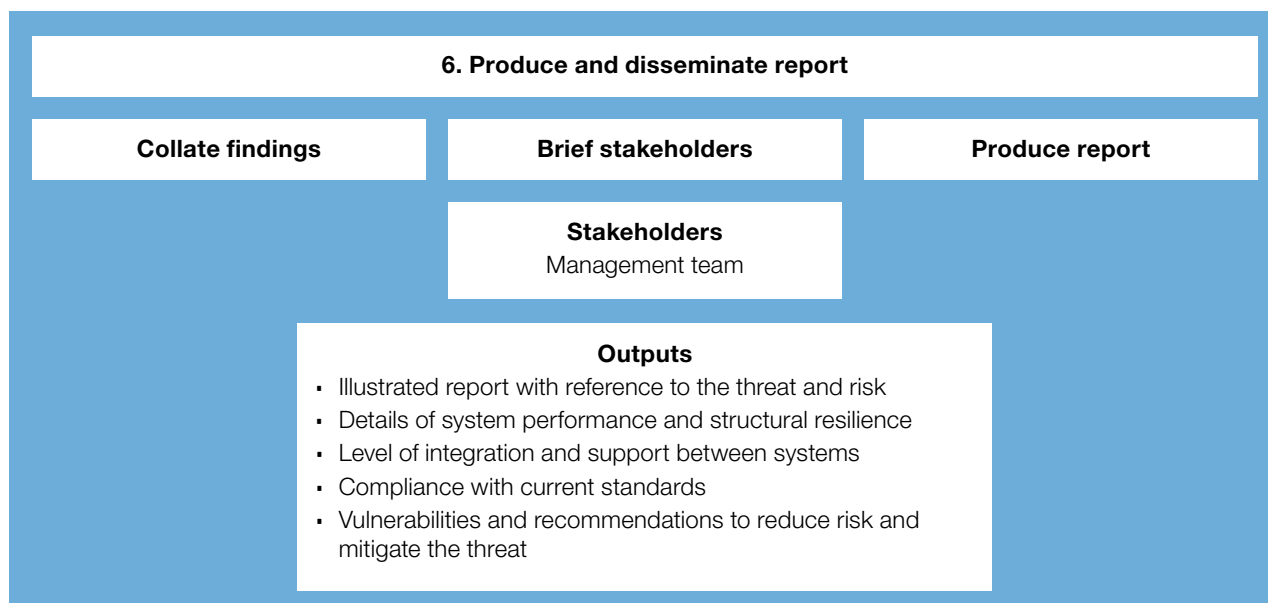 6. Produce and disseminate report
Collate findings
Brief stakeholders
Produce report
Stakeholders
Management team
Outputs
▪ Illustrated report with reference to the threat and risk
▪ Details of system performance and structural resilience
▪ Level of integration and support between systems
▪ Compliance with current standards
▪ Vulnerabilities and recommendations to reduce risk and
mitigate the threat